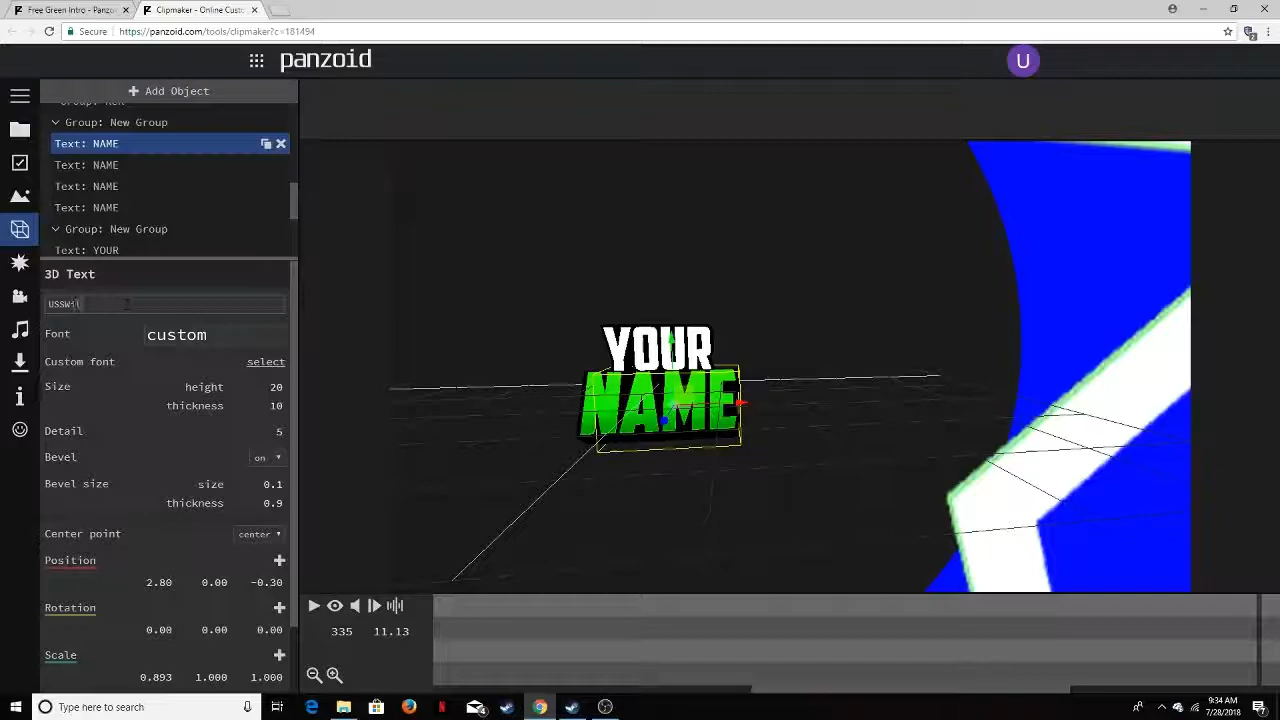 Free Green Intro - Panzo
Clipmaker - Online Custo
Secure
https://panzoid.com/tools/clipmaker?c=181494
panzoid
U
Add Object
Group: New Group
Text: NAME
Text: NAME
Text: NAME
Text: NAME
Group: New Group
Text: YOUR
3D Text
Font
custom
Custom font
select
Size
height
20
thickness
10
Detail
5
Bevel
on
Bevel size
size
0.1
thickness
0.9
Center point
center
Position
2.80
0.00
-0.30
Rotation
0.00
0.00
0.00
Scale
0.893
1.000
1.000
YOUR
NAME
335
11.13
Type here to search
9:34 AM
7/28/2018